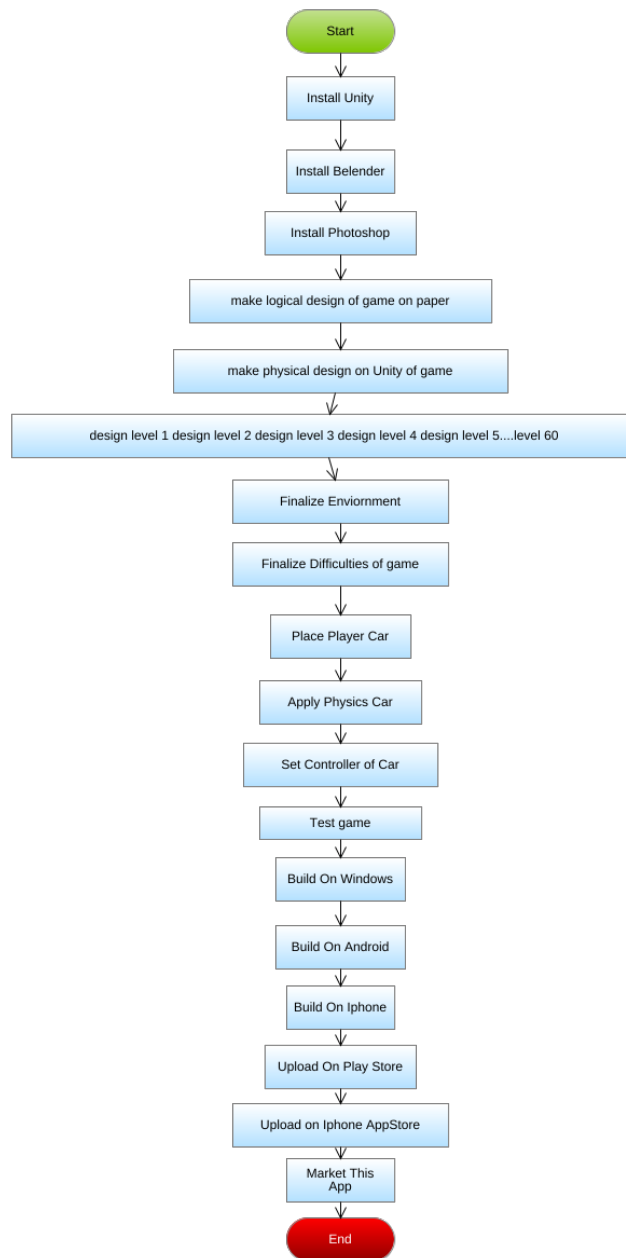 Start
Install Unity
Install Belender
Install Photoshop
make logical design of game on paper
make physical design on Unity of game
design level 1 design level 2 design level 3 design level 4 design level 5....level 60
Finalize Enviornment
Finalize Difficulties of game
Place Player Car
Apply Physics Car
Set Controller of Car
Test game
Build On Windows
Build On Android
Build On Iphone
Upload On Play Store
Upload on Iphone AppStore
Market This
App
End